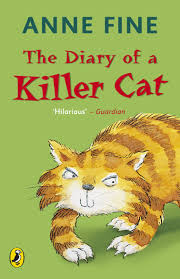 ANNE FINE
The Diary of a
Killer Cat
‘Hilarious’ – Guardian